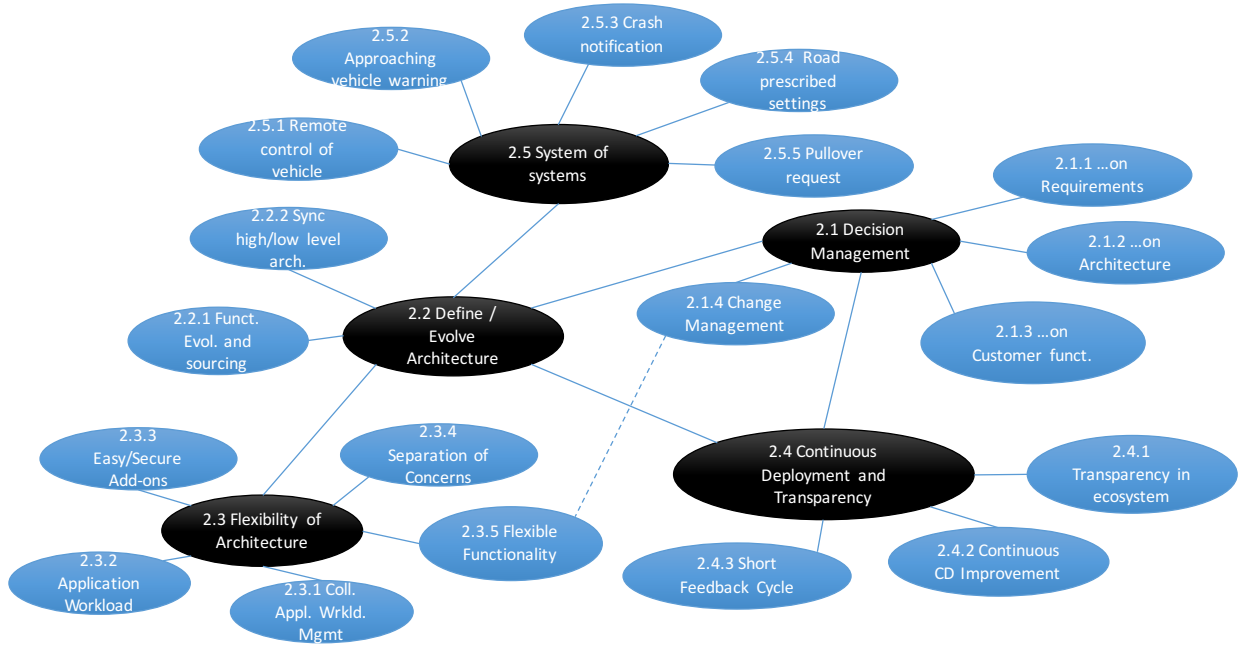 2.5.3 Crash
notification
2.5.2
Approaching
vehicle warning
2.5.4 Road
prescribed
settings
2.5.1 Remote
control of
vehicle
2.5 System of
systems
2.5.5 Pullover
request
2.1.1 ...on
Requirements
2.2.2 Sync
high/low level
arch.
2.1 Decision
Management
2.1.2 ...on
Architecture
2.2.1 Funct.
Evol. and
sourcing
2.2 Define /
Evolve
Architecture
2.1.4 Change
Management
2.1.3 ...on
Customer funct.
2.3.3
Easy/Secure
Add-ons
2.3.4
Separation of
Concerns
2.4 Continuous
Deployment and
Transparency
2.4.1
Transparency in
ecosystem
2.3 Flexibility of
Architecture
2.3.5 Flexible
Functionality
2.3.2
Application
Workload
2.3.1 Coll.
Appl. Wrkld.
Mgmt
2.4.3 Short
Feedback Cycle
2.4.2 Continuous
CD Improvement